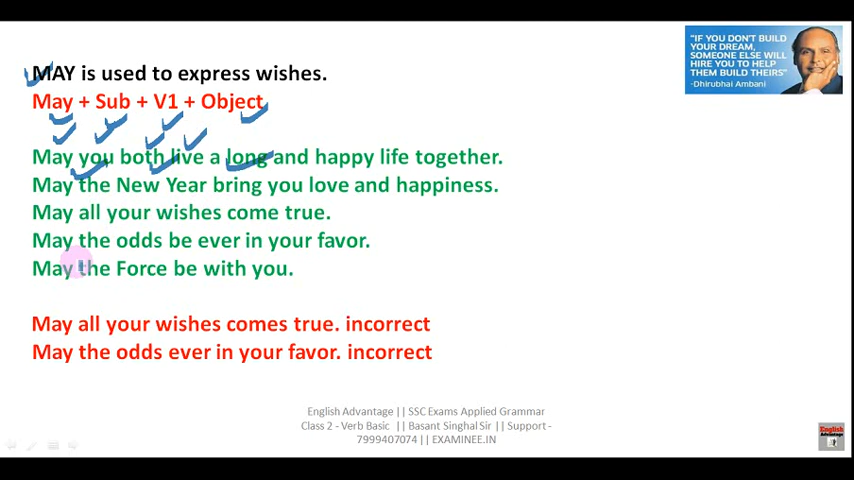 "IF YOU DON'T BUILD
YOUR DREAM,
SOMEONE ELSE WILL
HIRE YOU TO HELP
THEM BUILD THEIRS"
-Dhirubhai Ambani
MAY is used to express wishes.
May + Sub + V1 + Object
May you both live a long and happy life together.
May the New Year bring you love and happiness.
May all your wishes come true.
May the odds be ever in your favor.
May the Force be with you.
May all your wishes comes true. incorrect
May the odds ever in your favor. incorrect
English Advantage || SSC Exams Applied Grammar
Class 2 - Verb Basic || Basant Singhal Sir || Support -
7999407074 || EXAMINEE.IN
English
Advantage